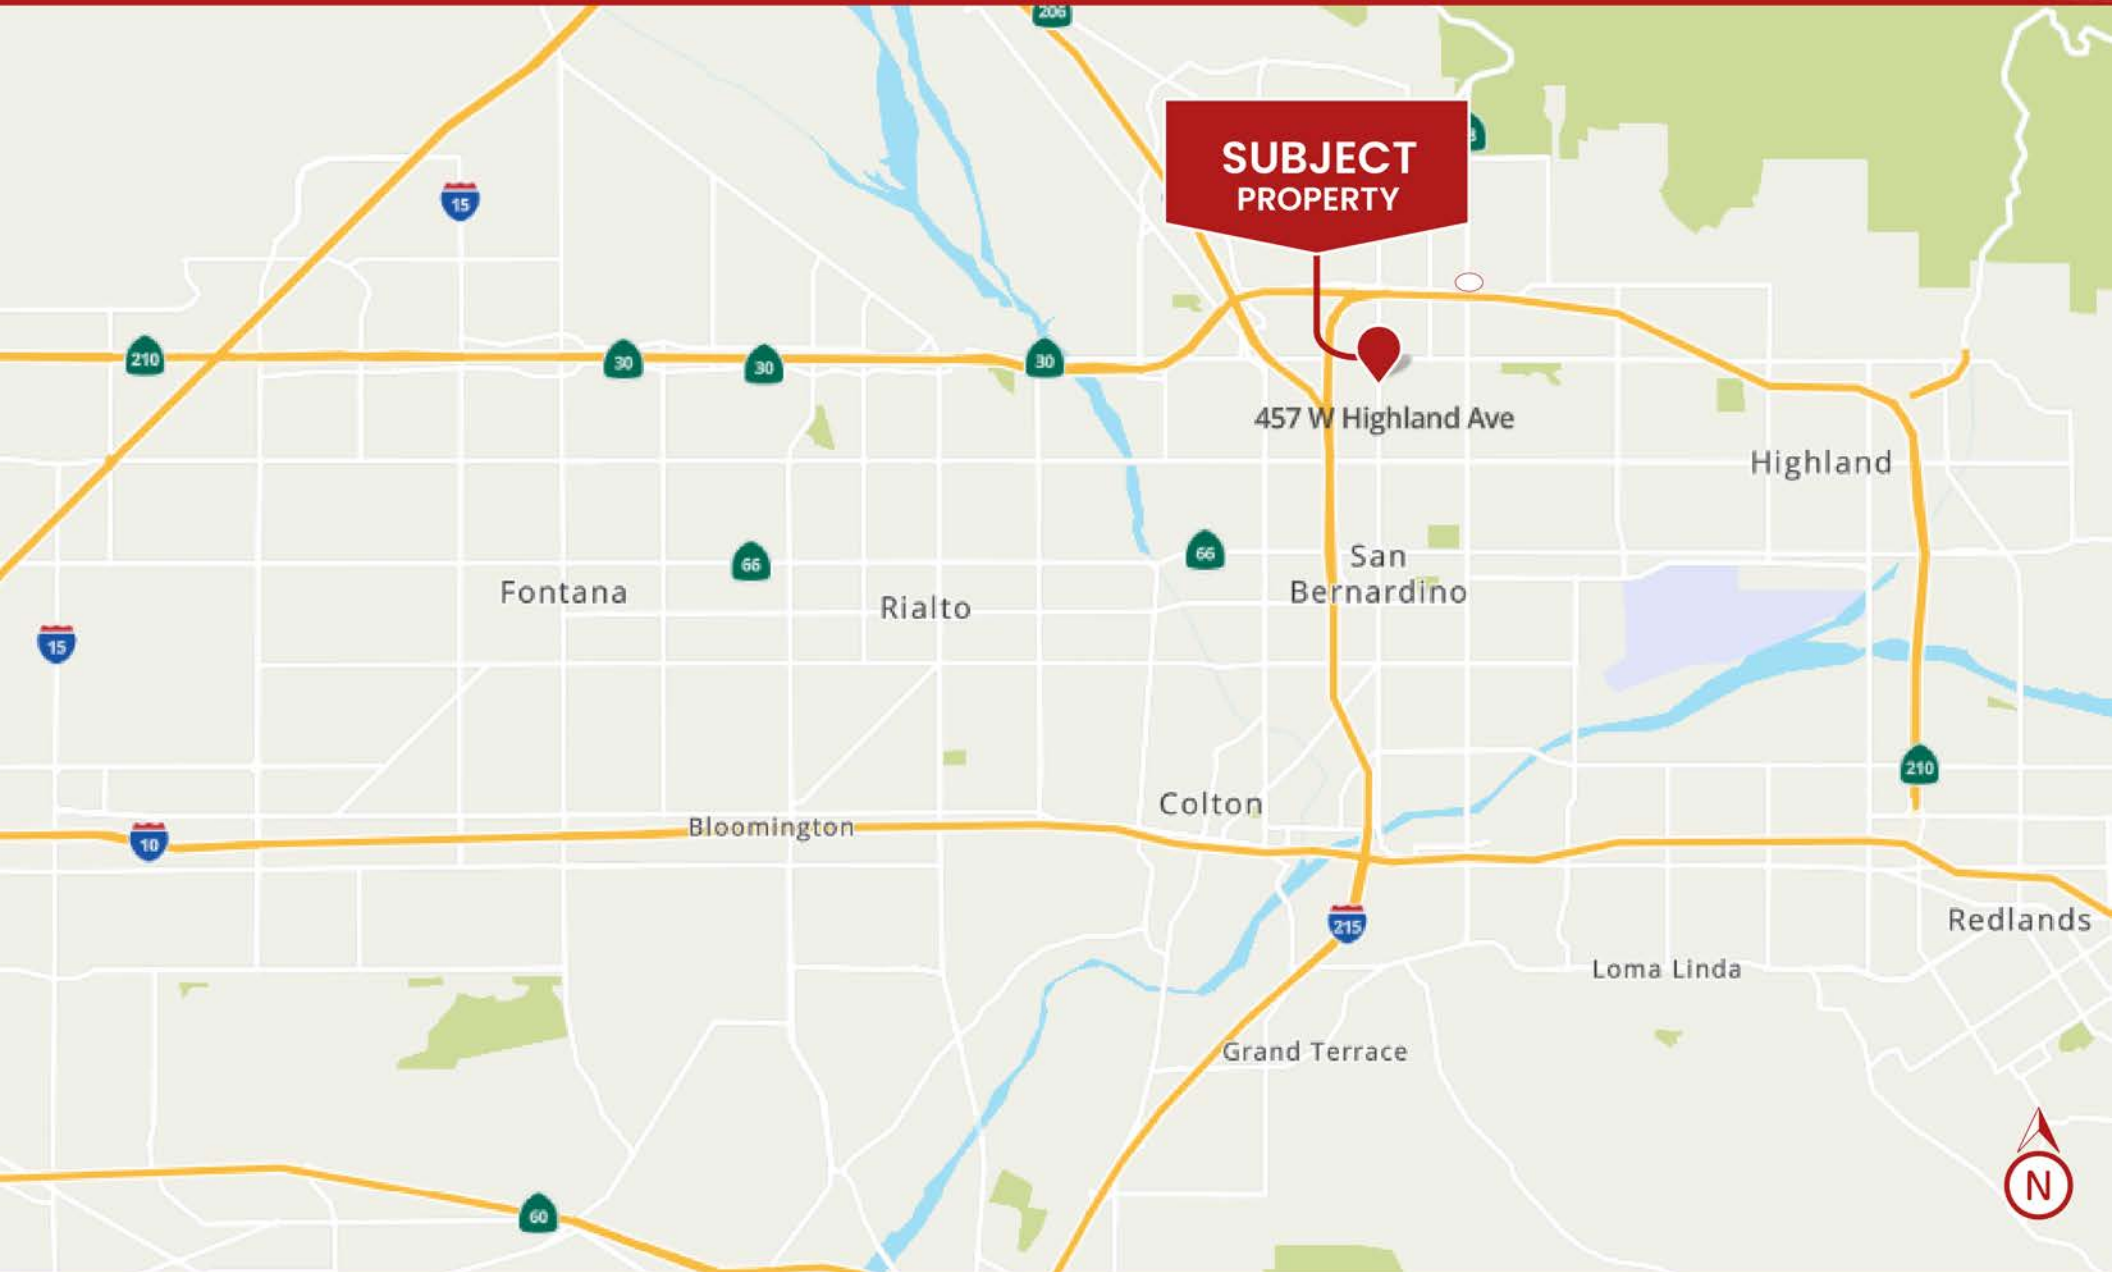 206
SUBJECT
PROPERTY
15
210
30
30
30
457 W Highland Ave
Highland
66
66
San
Bernardino
Fontana
Rialto
15
210
Colton
Bloomington
10
215
Redlands
Loma Linda
Grand Terrace
N
60